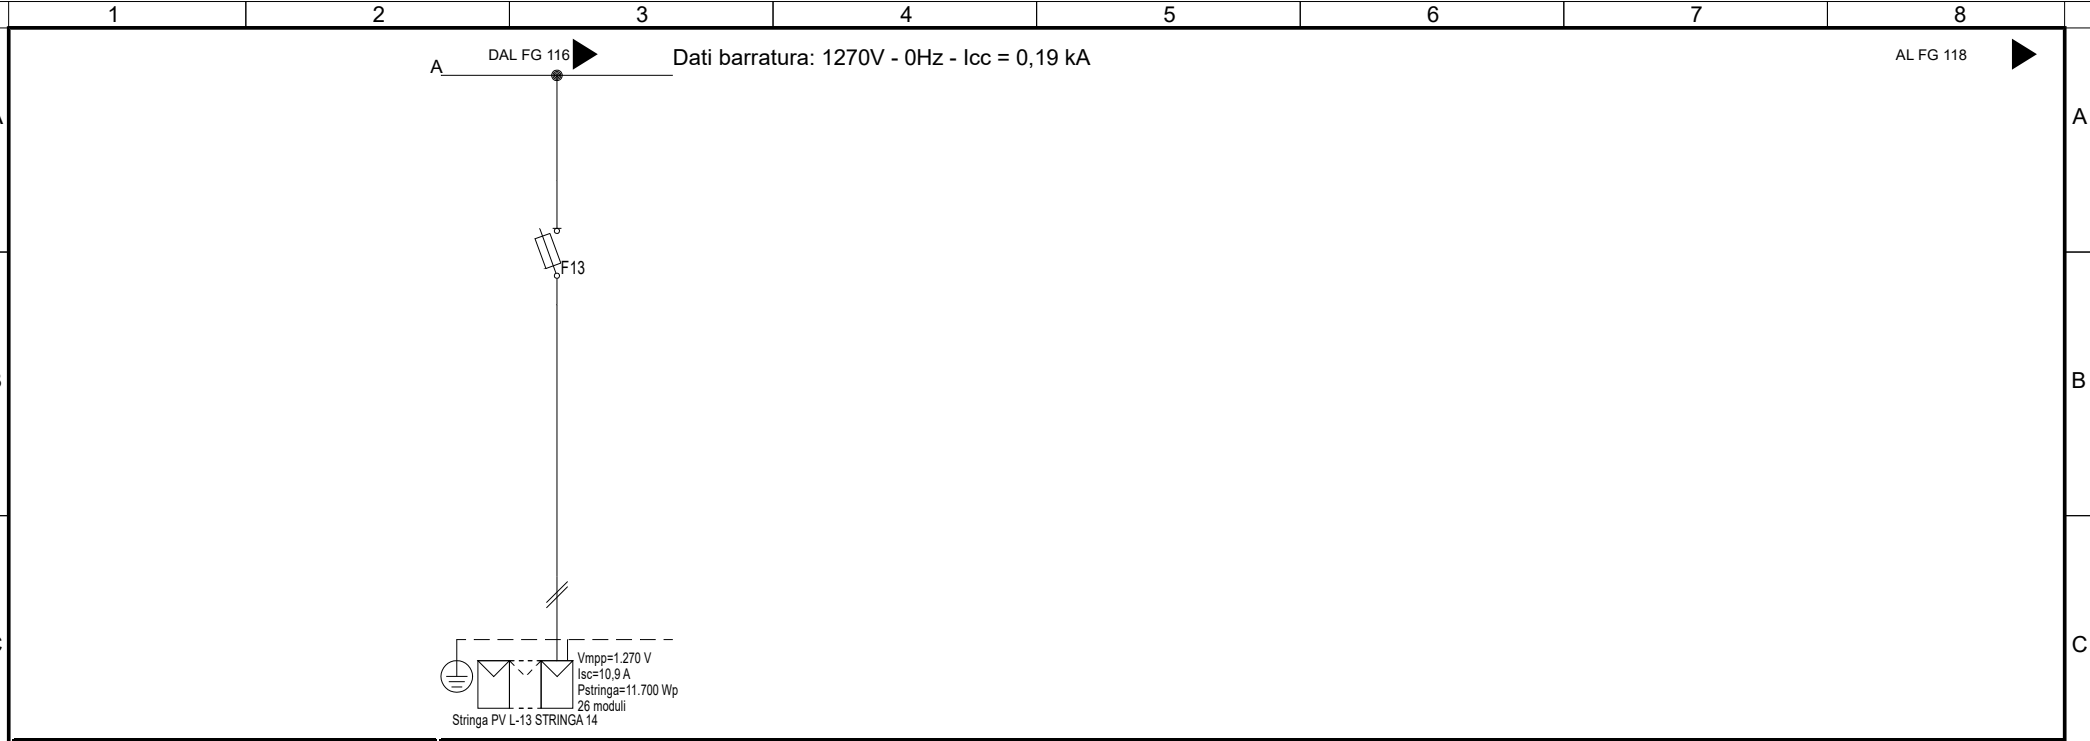 1 2 3 4 5 6 7 8
DAL FG 116
Dati barratura: 1270V - 0Hz - Icc = 0,19 kA
AL FG 118
A
A
F13
B
C
Vmpp=1.270 V
Isc=10,9 A
Pstringa=11.700 Wp
26 moduli
Stringa PV L-13 STRINGA 14